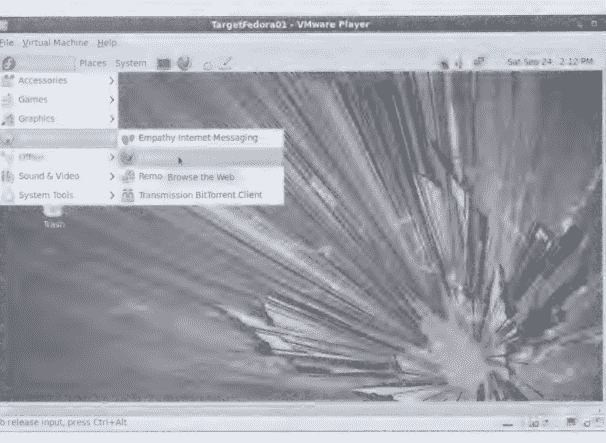 TargetFedora01 - VMware Player
File Virtual Machine Help
Places System Sat Sep 24 2:12 PM
Accessories
Games
Graphics
Empathy Internet Messaging
Office
Sound & Video Remo Browse the Web
System Tools Transmission BitTorrent Client
Trash
o release input, press Ctrl+Alt